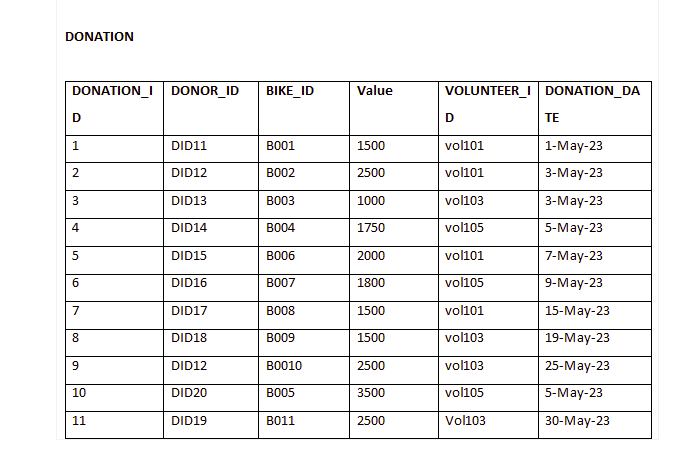 DONATION
DONATION_I DONOR_ID BIKE_ID Value VOLUNTEER_I DONATION_DA
D D TE
1 DID11 B001 1500 vol101 1-May-23
2 DID12 B002 2500 vol101 3-May-23
3 DID13 B003 1000 vol103 3-May-23
4 DID14 B004 1750 vol105 5-May-23
5 DID15 B006 2000 vol101 7-May-23
6 DID16 B007 1800 vol105 9-May-23
7 DID17 B008 1500 vol101 15-May-23
8 DID18 B009 1500 vol103 19-May-23
9 DID12 B0010 2500 vol103 25-May-23
10 DID20 B005 3500 vol105 5-May-23
11 DID19 B011 2500 Vol103 30-May-23